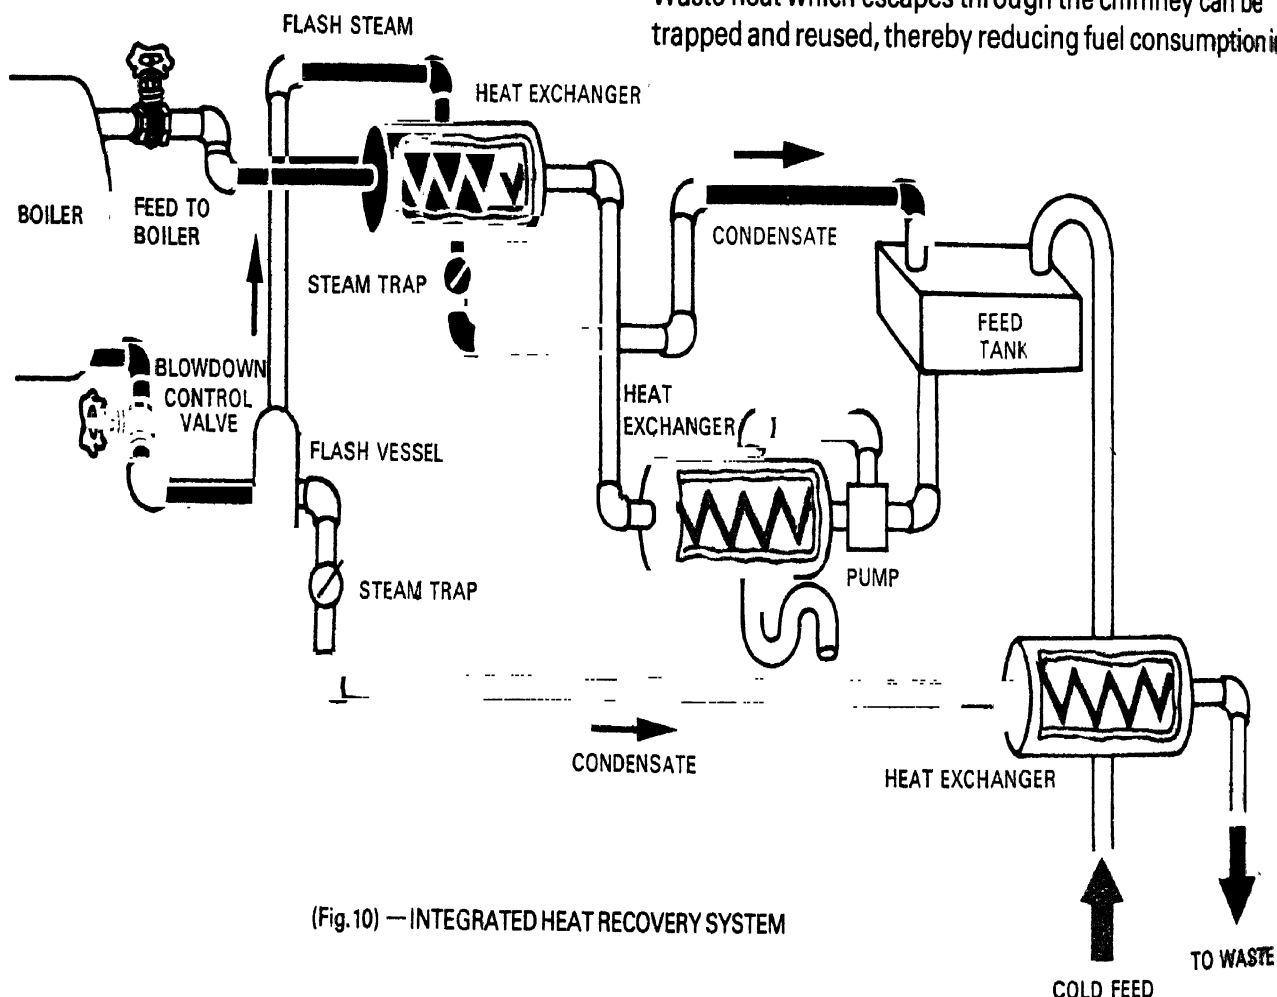 Waste heat which escapes through the chimney can be
trapped and reused, thereby reducing fuel consumption
FLASH STEAM
HEAT EXCHANGER
BOILER
FEED TO
BOILER
CONDENSATE
STEAM TRAP
FEED
TANK
BLOWDOWN
CONTROL
VALVE
HEAT
EXCHANGER
FLASH VESSEL
PUMP
STEAM TRAP
CONDENSATE
HEAT EXCHANGER
(Fig.10) — INTEGRATED HEAT RECOVERY SYSTEM
TO WASTE
COLD FEED